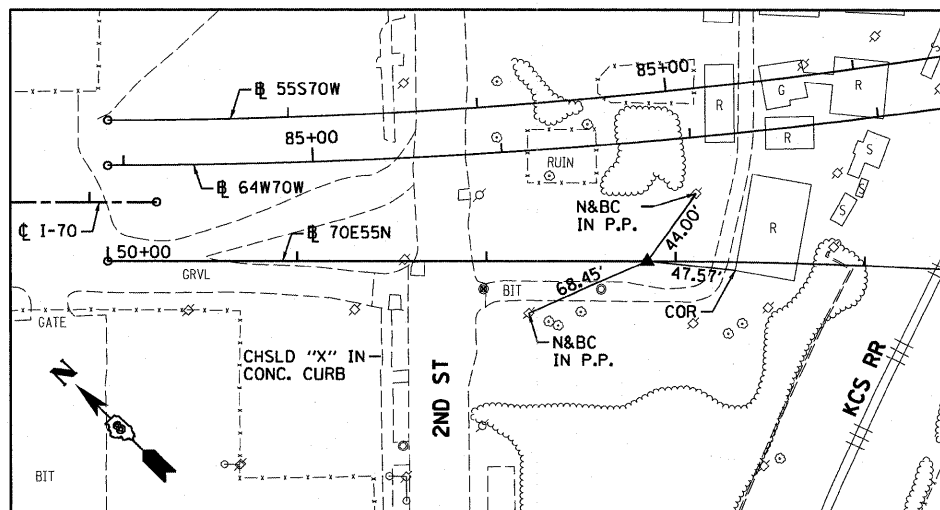 ℄ 55S70W
85+00
G
R
R
S
85+00
R
RUIN
S
℄ 64W70W
N&BC
IN P.P.
44.00'
S
R
℄ I-70
50+00
℄ 70E55N
GRVL
68.45'
47.57'
BIT
COR
GATE
N&BC
IN P.P.
CHSLD "X" IN
CONC. CURB
2ND ST
KCS RR
N
BIT